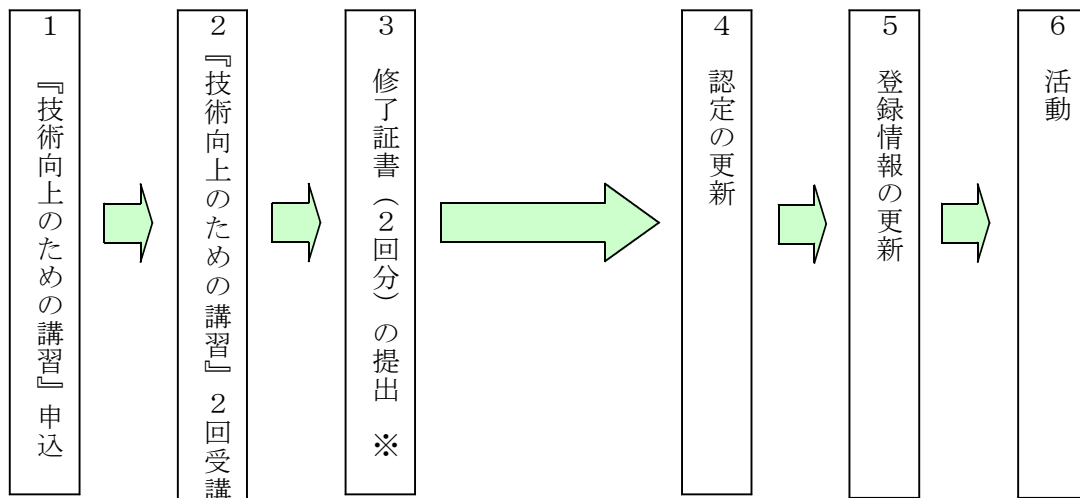 １　『技術向上のための講習』申込
２『技術向上のための講習』２回受講
３　修了証書（２回分）の提出　※
４　認定の更新
５　登録情報の更新
６　活動